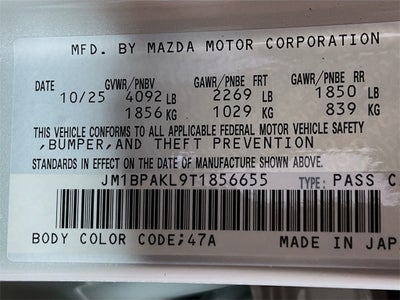 MFD. BY MAZDA MOTOR CORPORATION
DATE GVWR/PNBV GAWR/PNBE FRT GAWR/PNBE RR
10/25 4092 LB 2269 LB 1850 LB
1856 KG 1029 KG 839 KG
THIS VEHICLE CONFORMS TO ALL APPLICABLE FEDERAL MOTOR VEHICLE SAFETY
,BUMPER,AND THEFT PREVENTION
STANDARDS IN EFFECT ON THE DATE OF MANUFACTURE SHOWN ABOVE.
JM1BPAKL9T1856655 TYPE: PASS C
BODY COLOR CODE;47A MADE IN JAP